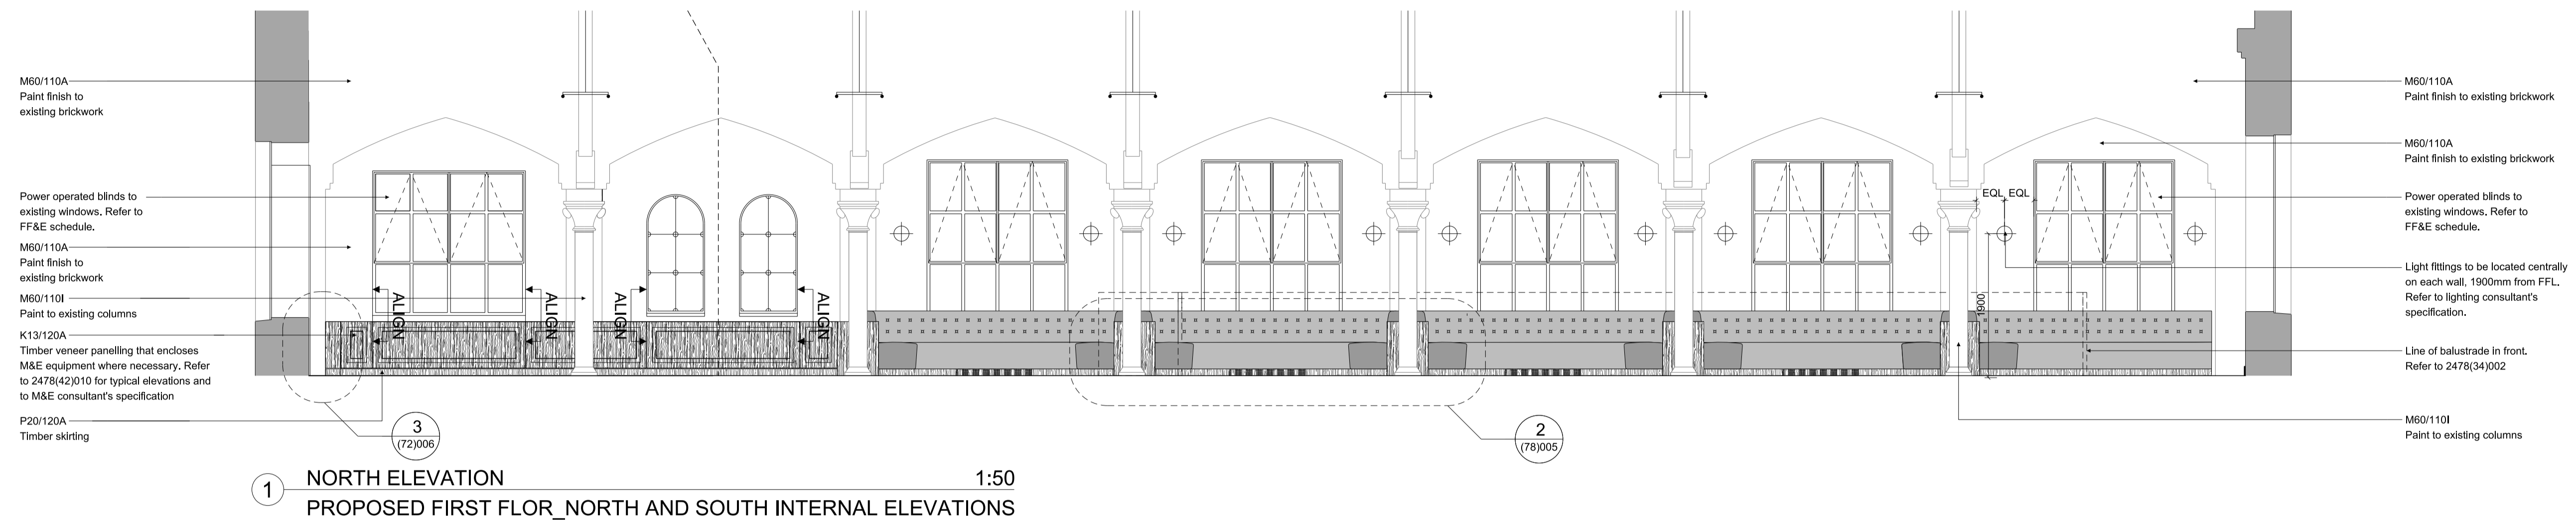 M60/110A
Paint finish to
existing brickwork
Power operated blinds to
existing windows. Refer to
FF&E schedule.
M60/110A
Paint finish to
existing brickwork
M60/110I
Paint to existing columns
K13/120A
Timber veneer panelling that encloses
M&E equipment where necessary. Refer
to 2478(42)010 for typical elevations and
to M&E consultant's specification
P20/120A
Timber skirting
ALIGN
ALIGN
ALIGN
ALIGN
EQL EQL
1900
M60/110A
Paint finish to existing brickwork
M60/110A
Paint finish to existing brickwork
Power operated blinds to
existing windows. Refer to
FF&E schedule.
Light fittings to be located centrally
on each wall, 1900mm from FFL.
Refer to lighting consultant's
specification.
Line of balustrade in front.
Refer to 2478(34)002
M60/110I
Paint to existing columns
3
(72)006
2
(78)005
1
NORTH ELEVATION 1:50
PROPOSED FIRST FLOR_NORTH AND SOUTH INTERNAL ELEVATIONS